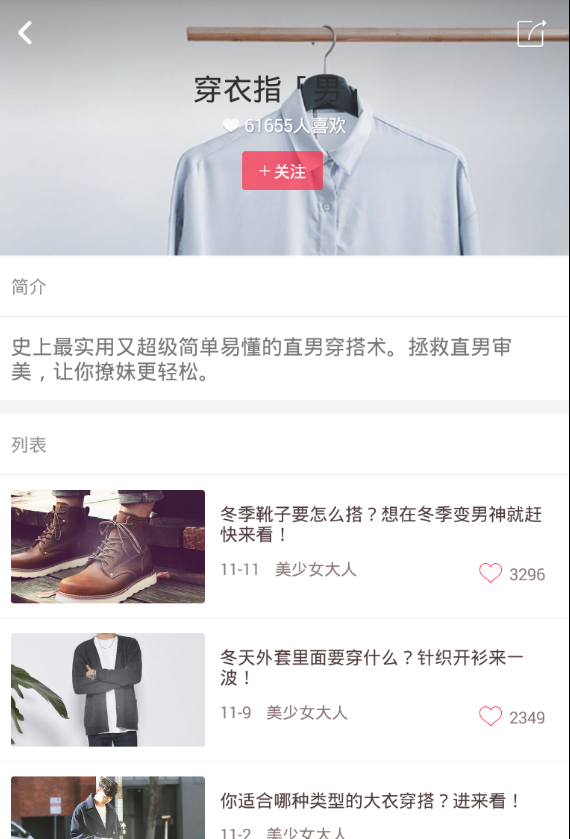 穿衣指「男」
61655人喜欢
+关注
简介
史上最实用又超级简单易懂的直男穿搭术。拯救直男审
美，让你撩妹更轻松。
列表
冬季靴子要怎么搭？想在冬季变男神就赶
快来看！
11-11 美少女大人
3296
冬天外套里面要穿什么？针织开衫来一
波！
11-9 美少女大人
2349
你适合哪种类型的大衣穿搭？进来看！
11-2 美少女大人